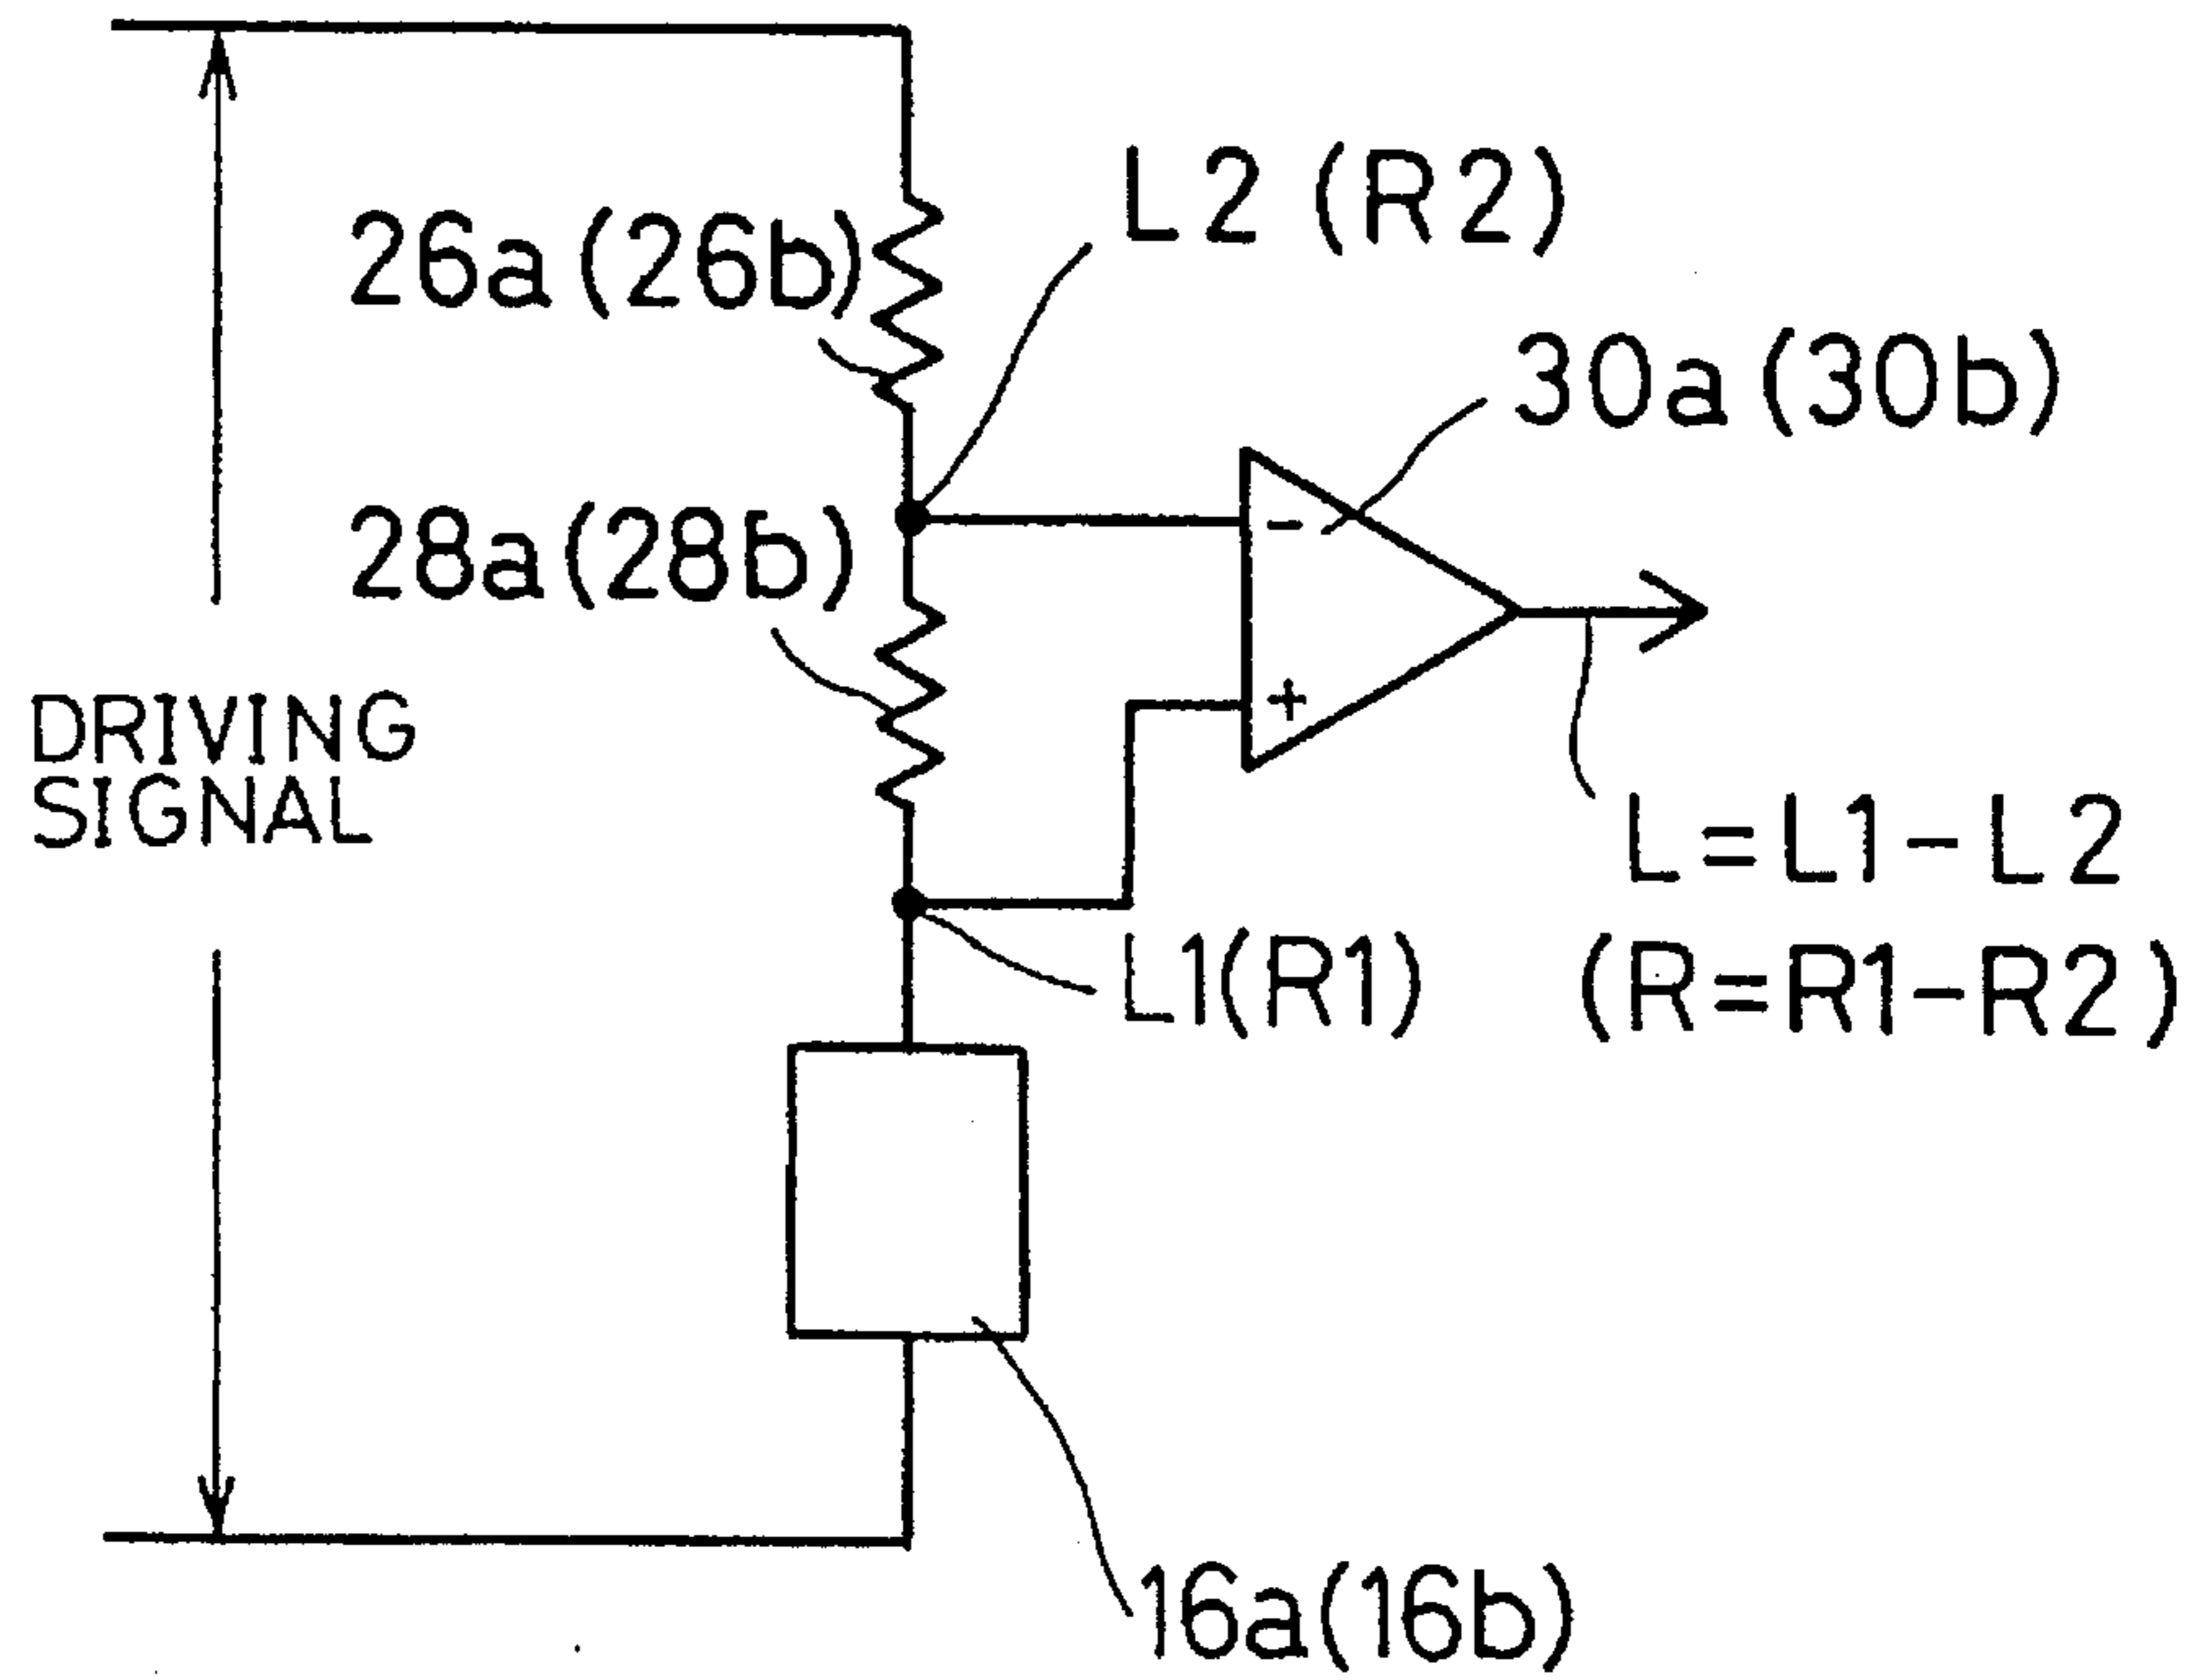 L2 (R2)
26a (26b)
30a (30b)
28a (28b)
-
+
DRIVING
SIGNAL
L=L1-L2
L1(R1)
(R=R1-R2)
16a(16b)